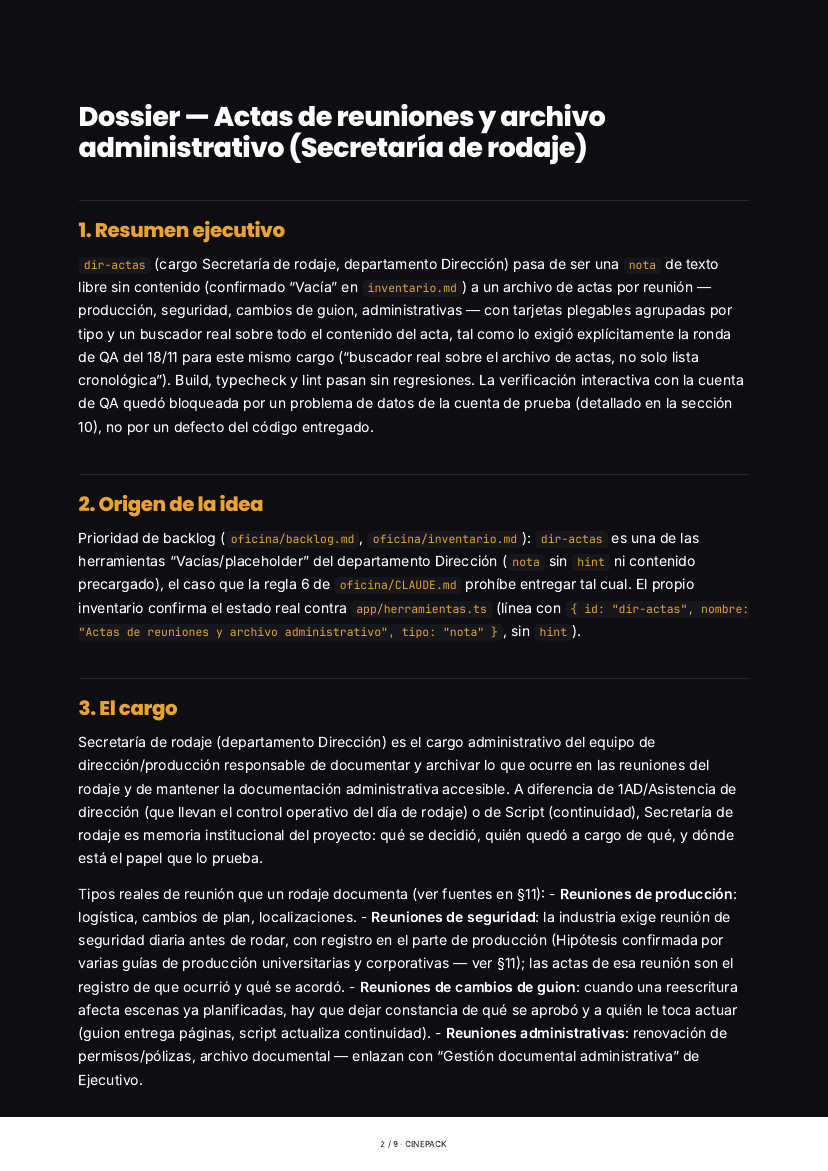 Dossier — Actas de reuniones y archivo
administrativo (Secretaría de rodaje)
1. Resumen ejecutivo
dir-actas (cargo Secretaría de rodaje, departamento Dirección) pasa de ser una nota de texto
libre sin contenido (confirmado “Vacía” en inventario.md ) a un archivo de actas por reunión —
producción, seguridad, cambios de guion, administrativas — con tarjetas plegables agrupadas por
tipo y un buscador real sobre todo el contenido del acta, tal como lo exigió explícitamente la ronda
de QA del 18/11 para este mismo cargo (“buscador real sobre el archivo de actas, no solo lista
cronológica”). Build, typecheck y lint pasan sin regresiones. La verificación interactiva con la cuenta
de QA quedó bloqueada por un problema de datos de la cuenta de prueba (detallado en la sección
10), no por un defecto del código entregado.
2. Origen de la idea
Prioridad de backlog ( oficina/backlog.md , oficina/inventario.md ): dir-actas es una de las
herramientas “Vacías/placeholder” del departamento Dirección ( nota sin hint ni contenido
precargado), el caso que la regla 6 de oficina/CLAUDE.md prohíbe entregar tal cual. El propio
inventario confirma el estado real contra app/herramientas.ts (línea con { id: "dir-actas", nombre:
"Actas de reuniones y archivo administrativo", tipo: "nota" } , sin hint ).
3. El cargo
Secretaría de rodaje (departamento Dirección) es el cargo administrativo del equipo de
dirección/producción responsable de documentar y archivar lo que ocurre en las reuniones del
rodaje y de mantener la documentación administrativa accesible. A diferencia de 1AD/Asistencia de
dirección (que llevan el control operativo del día de rodaje) o de Script (continuidad), Secretaría de
rodaje es memoria institucional del proyecto: qué se decidió, quién quedó a cargo de qué, y dónde
está el papel que lo prueba.
Tipos reales de reunión que un rodaje documenta (ver fuentes en §11): - Reuniones de producción:
logística, cambios de plan, localizaciones. - Reuniones de seguridad: la industria exige reunión de
seguridad diaria antes de rodar, con registro en el parte de producción (Hipótesis confirmada por
varias guías de producción universitarias y corporativas — ver §11); las actas de esa reunión son el
registro de que ocurrió y qué se acordó. - Reuniones de cambios de guion: cuando una reescritura
afecta escenas ya planificadas, hay que dejar constancia de qué se aprobó y a quién le toca actuar
(guion entrega páginas, script actualiza continuidad). - Reuniones administrativas: renovación de
permisos/pólizas, archivo documental — enlazan con “Gestión documental administrativa” de
Ejecutivo.
2 / 9 · CINEPACK